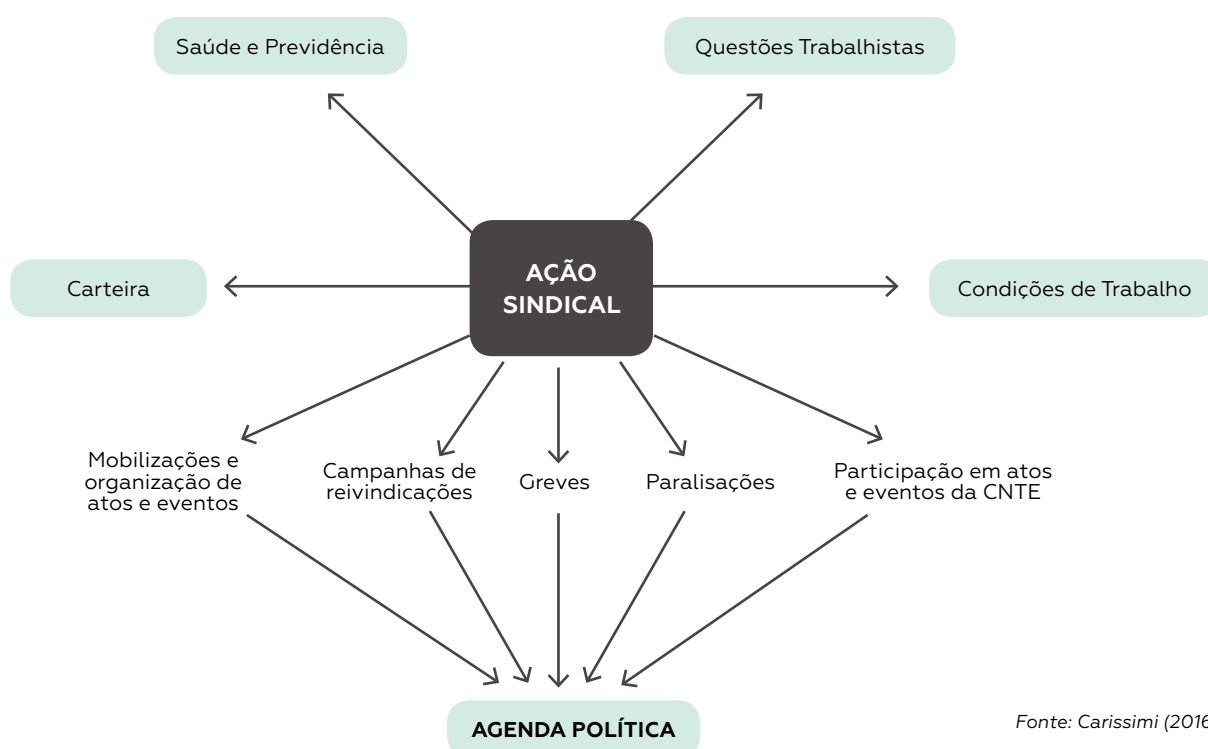 Saúde e Previdência
Questões Trabalhistas
AÇÃO
SINDICAL
Carteira
Condições de Trabalho
Mobilizações e
organização de
atos e eventos
Campanhas de
reivindicações
Greves
Paralisações
Participação em atos
e eventos da CNTE
AGENDA POLÍTICA
Fonte: Carissimi (2016